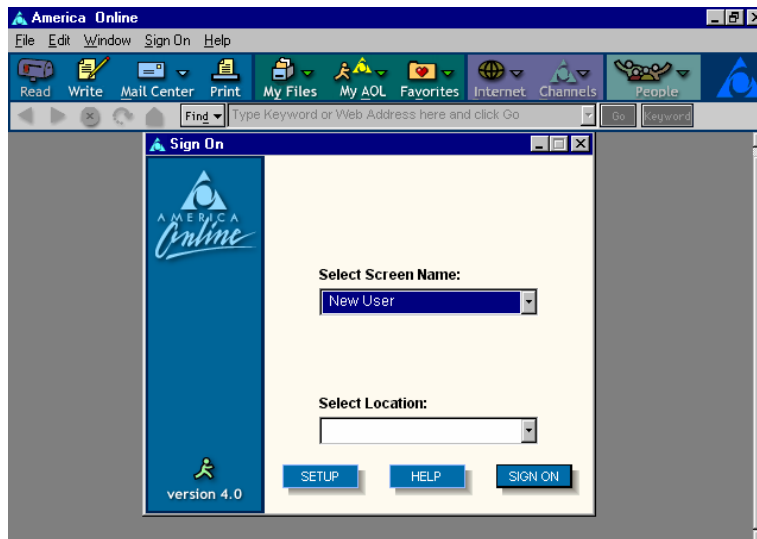 America Online
File Edit Window Sign On Help
Read Write Mail Center Print My Files My AOL Favorites Internet Channels People
Find Type Keyword or Web Address here and click Go Go Keyword
Sign On
AMERICA
Online
Select Screen Name:
New User
Select Location:
SETUP HELP SIGN ON
version 4.0